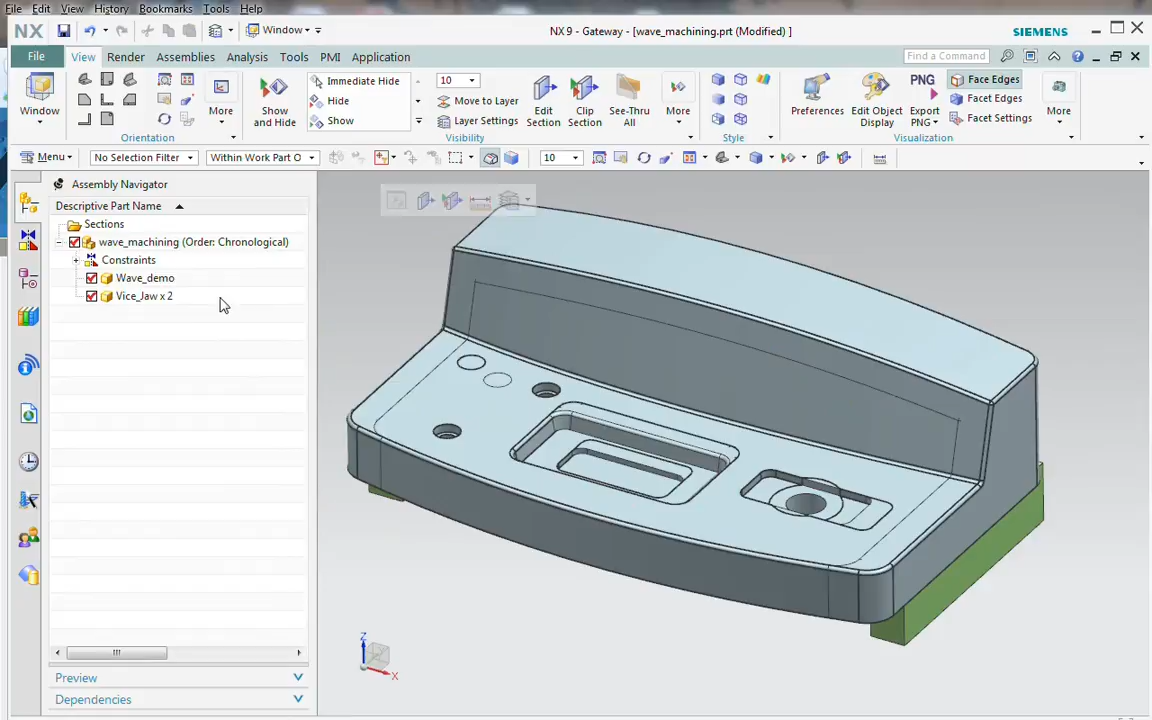 File Edit View History Bookmarks Tools Help
NX Window NX 9 - Gateway - [wave_machining.prt (Modified) ] SIEMENS
File View Render Assemblies Analysis Tools PMI Application Find a Command
Window
More
Orientation
Show and Hide
Immediate Hide
Hide
Show
10
Move to Layer
Layer Settings
Edit Section
Clip Section
See-Thru All
More
Visibility
Style
Preferences
Edit Object Display
PNG
Export PNG
Face Edges
Facet Edges
Facet Settings
More
Visualization
Menu No Selection Filter Within Work Part O 10
Assembly Navigator
Descriptive Part Name
Sections
wave_machining (Order: Chronological)
Constraints
Wave_demo
Vice_Jaw x 2
Preview
Dependencies
Z
X